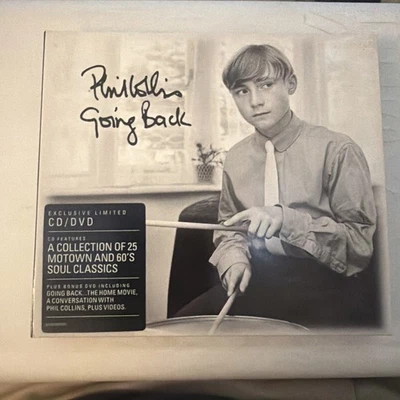 Phil Collins
Going Back
EXCLUSIVE LIMITED
CD/DVD
CD FEATURES
A COLLECTION OF 25
MOTOWN AND 60'S
SOUL CLASSICS
PLUS BONUS DVD INCLUDING
GOING BACK...THE HOME MOVIE,
A CONVERSATION WITH
PHIL COLLINS, PLUS VIDEOS.